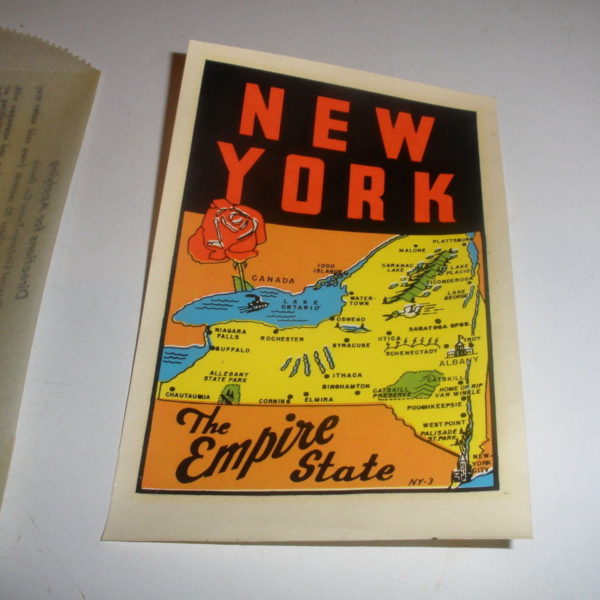 NEW
YORK
PLATTSBURG
MALONE
1000
ISLANDS
SARANAC
LAKE
LAKE
PLACID
CANADA
TICONDEROGA
LAKE
ONTARIO
WATER-
TOWN
LAKE
GEORGE
OSWEGO
NIAGARA
FALLS
ROCHESTER
SYRACUSE
SARATOGA SPGS.
UTICA
TROY
SCHENECTADY
BUFFALO
ALBANY
ALLEGANY
STATE PARK
ITHACA
BINGHAMTON
CATSKILL
CATSKILL
PRESERVE
HOME OF RIP
VAN WINKLE
CHAUTAUQUA
CORNING
ELMIRA
POUGHKEEPSIE
WEST POINT
PALISADE
ST. PARK
The
Empire
State
NEW
YORK
CITY
NY-3